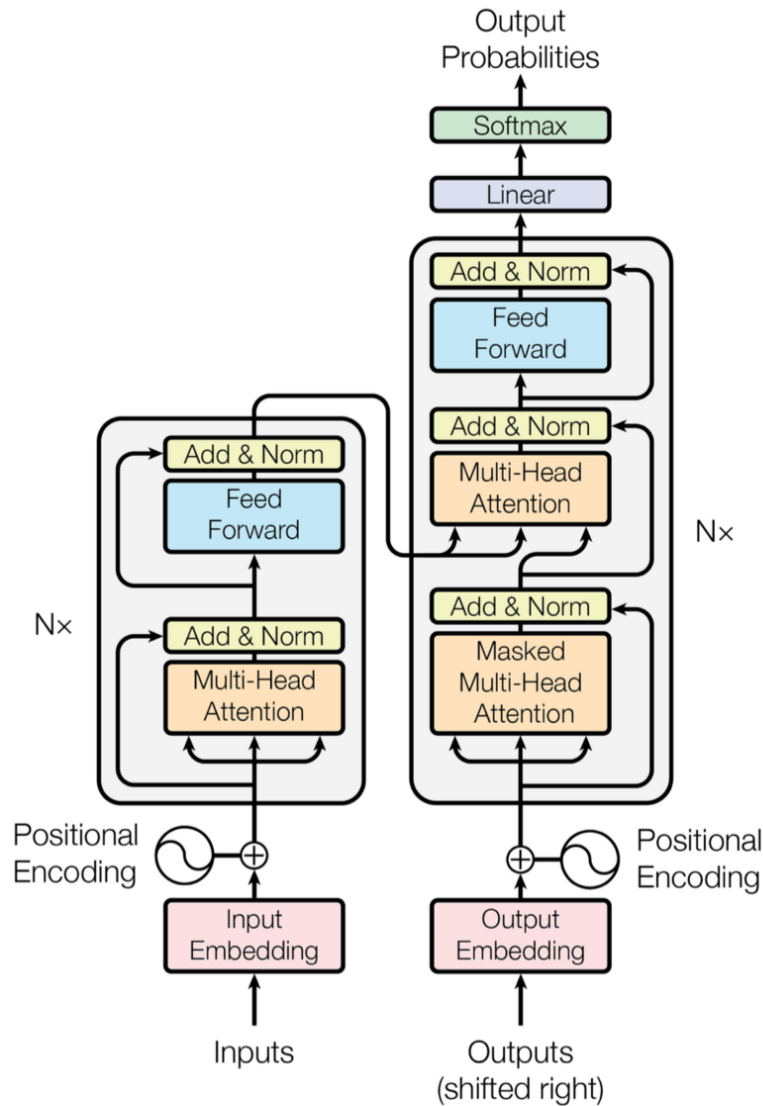 Output
Probabilities
Softmax
Linear
Add & Norm
Feed
Forward
Add & Norm
Multi-Head
Attention
Add & Norm
Masked
Multi-Head
Attention
Nx
Add & Norm
Feed
Forward
Add & Norm
Multi-Head
Attention
Nx
Positional
Encoding
Positional
Encoding
Input
Embedding
Output
Embedding
Inputs
Outputs
(shifted right)